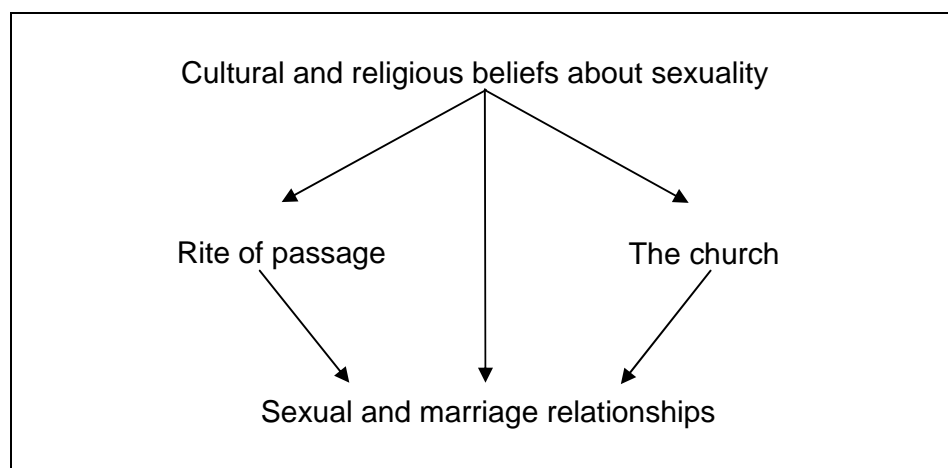 Cultural and religious beliefs about sexuality
Rite of passage
The church
Sexual and marriage relationships